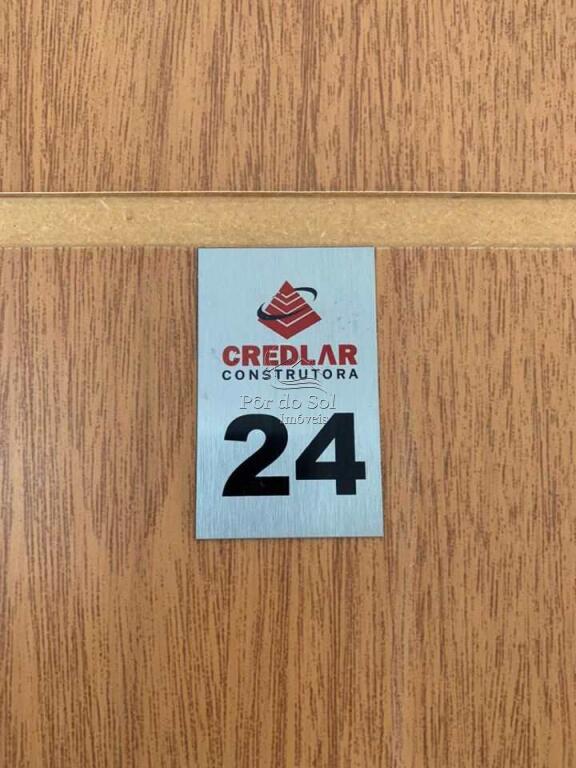 CREDLAR
CONSTRUTORA
Pôr do Sol
Imóveis
24